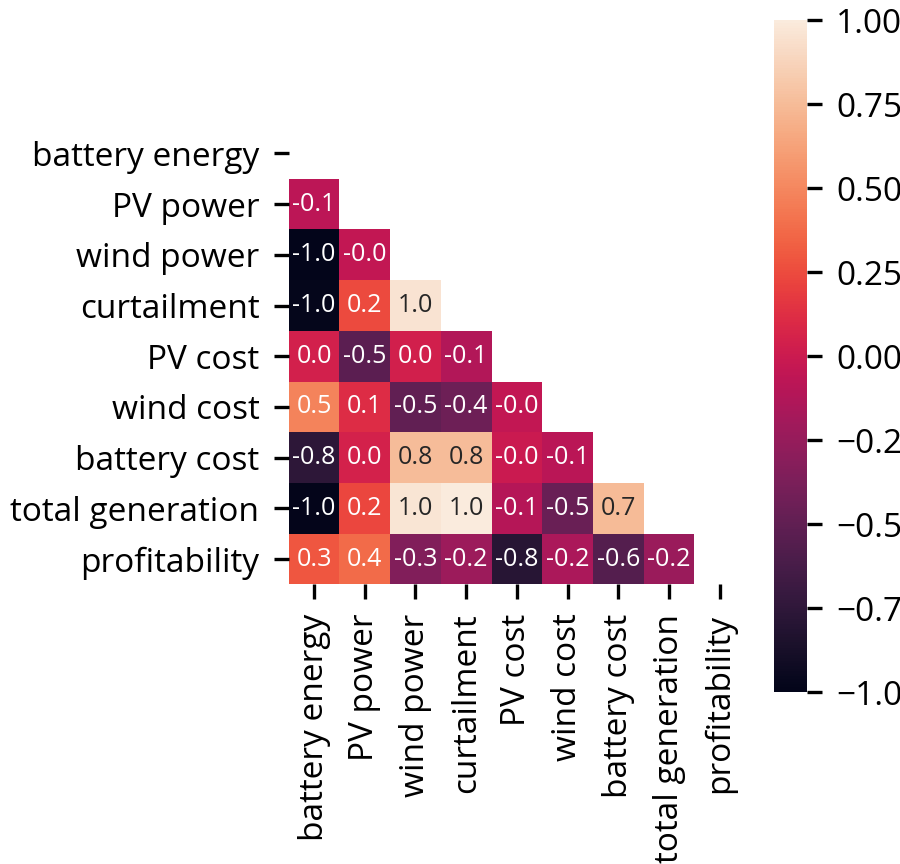 1.00
0.75
0.50
0.25
0.00
−0.2
−0.5
−0.7
−1.0
battery energy
PV power -0.1
wind power -1.0 -0.0
curtailment -1.0 0.2 1.0
PV cost 0.0 -0.5 0.0 -0.1
wind cost 0.5 0.1 -0.5 -0.4 -0.0
battery cost -0.8 0.0 0.8 0.8 -0.0 -0.1
total generation -1.0 0.2 1.0 1.0 -0.1 -0.5 0.7
profitability 0.3 0.4 -0.3 -0.2 -0.8 -0.2 -0.6 -0.2
battery energy
PV power
wind power
curtailment
PV cost
wind cost
battery cost
total generation
profitability